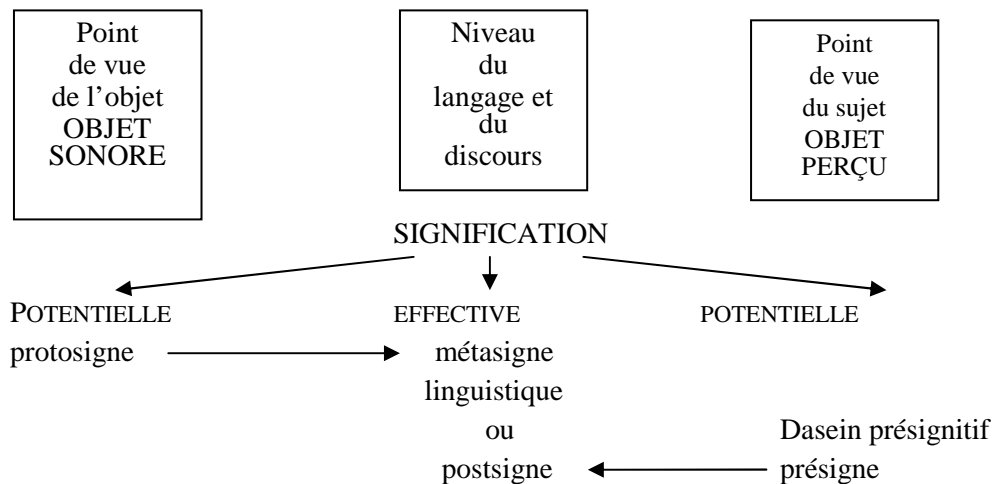 Point
de vue
de l’objet
OBJET
SONORE
Niveau
du
langage et
du
discours
Point
de vue
du sujet
OBJET
PERÇU
SIGNIFICATION
POTENTIELLE
EFFECTIVE
POTENTIELLE
protosigne
métasigne
linguistique
ou
Dasein présignitif
postsigne
présigne